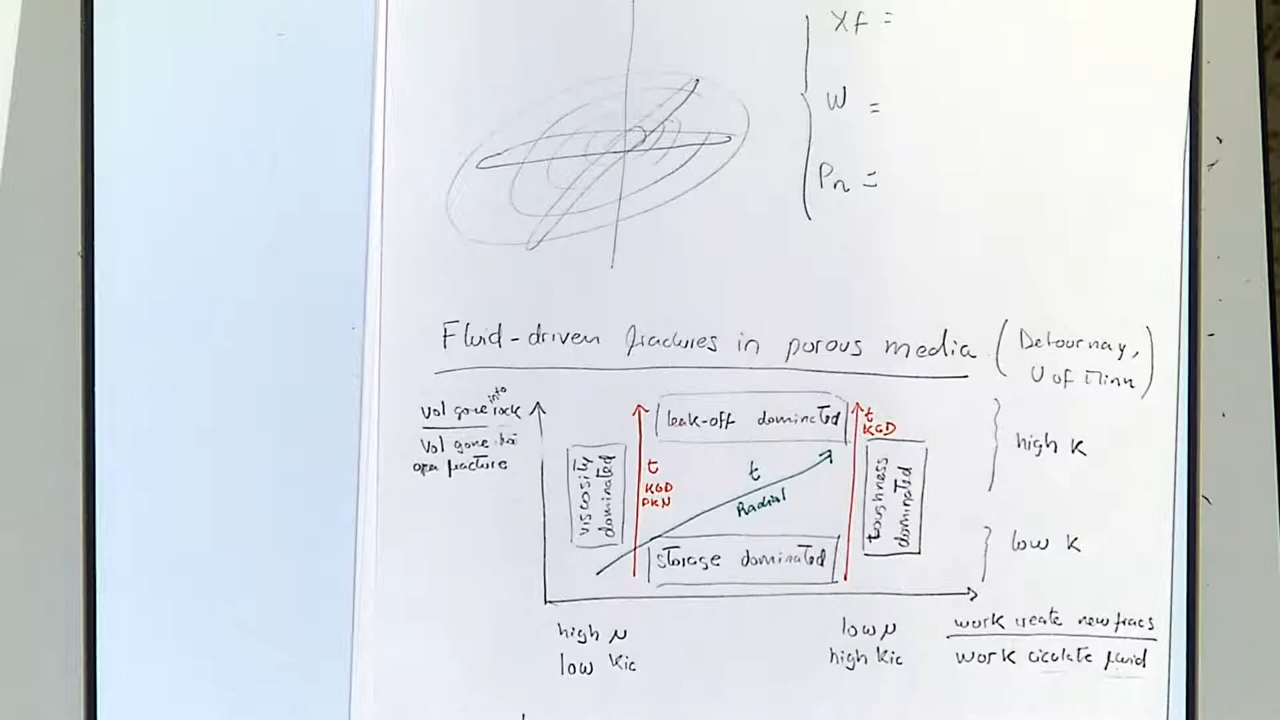 Xf =
W =
Pn =
Fluid-driven fractures in porous media (Detournay,
U of Minn)
Vol gone into rock
Vol gone to
open fracture
leak-off dominated
viscosity
dominated
t
KGD
PKN
t
Radial
t
KGD
toughness
dominated
storage dominated
high k
low k
high μ
low KIC
low μ
high KIC
work create new fracs
work circulate fluid